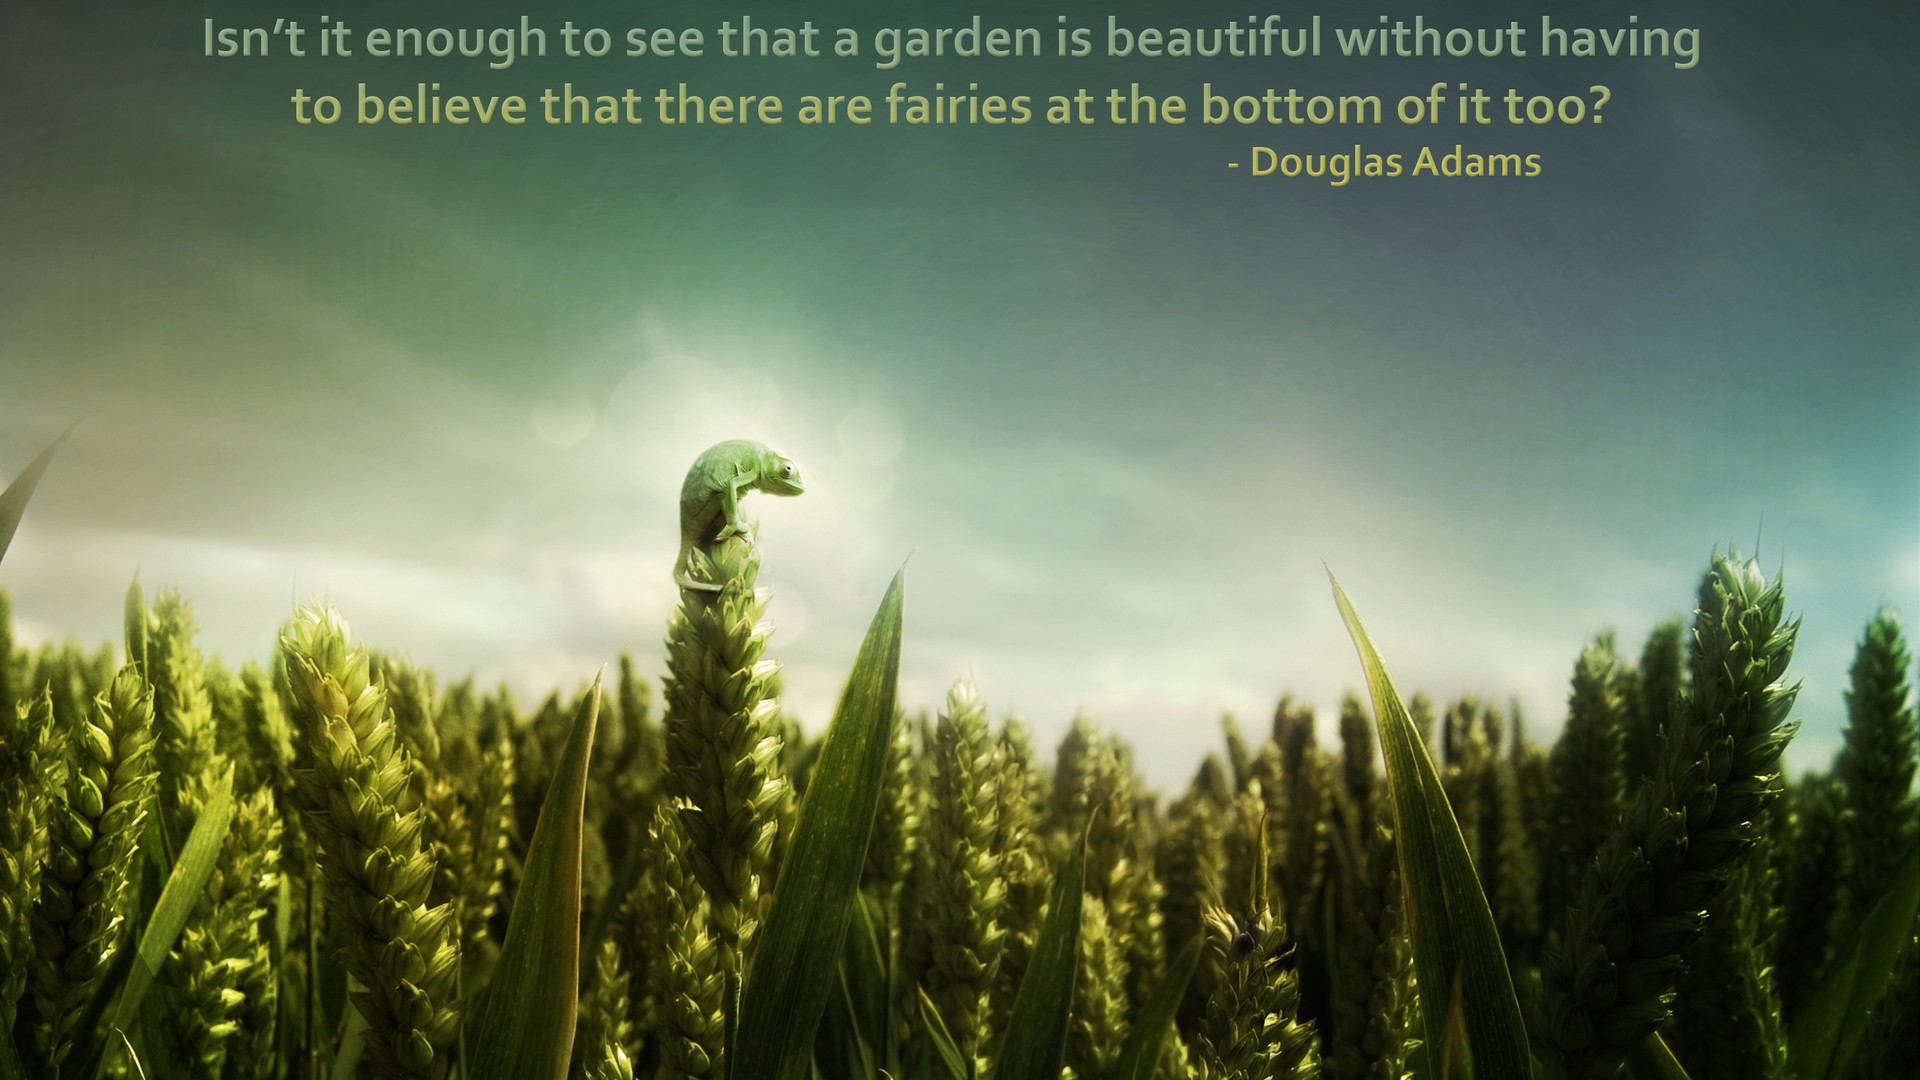 Isn’t it enough to see that a garden is beautiful without having
to believe that there are fairies at the bottom of it too?
- Douglas Adams